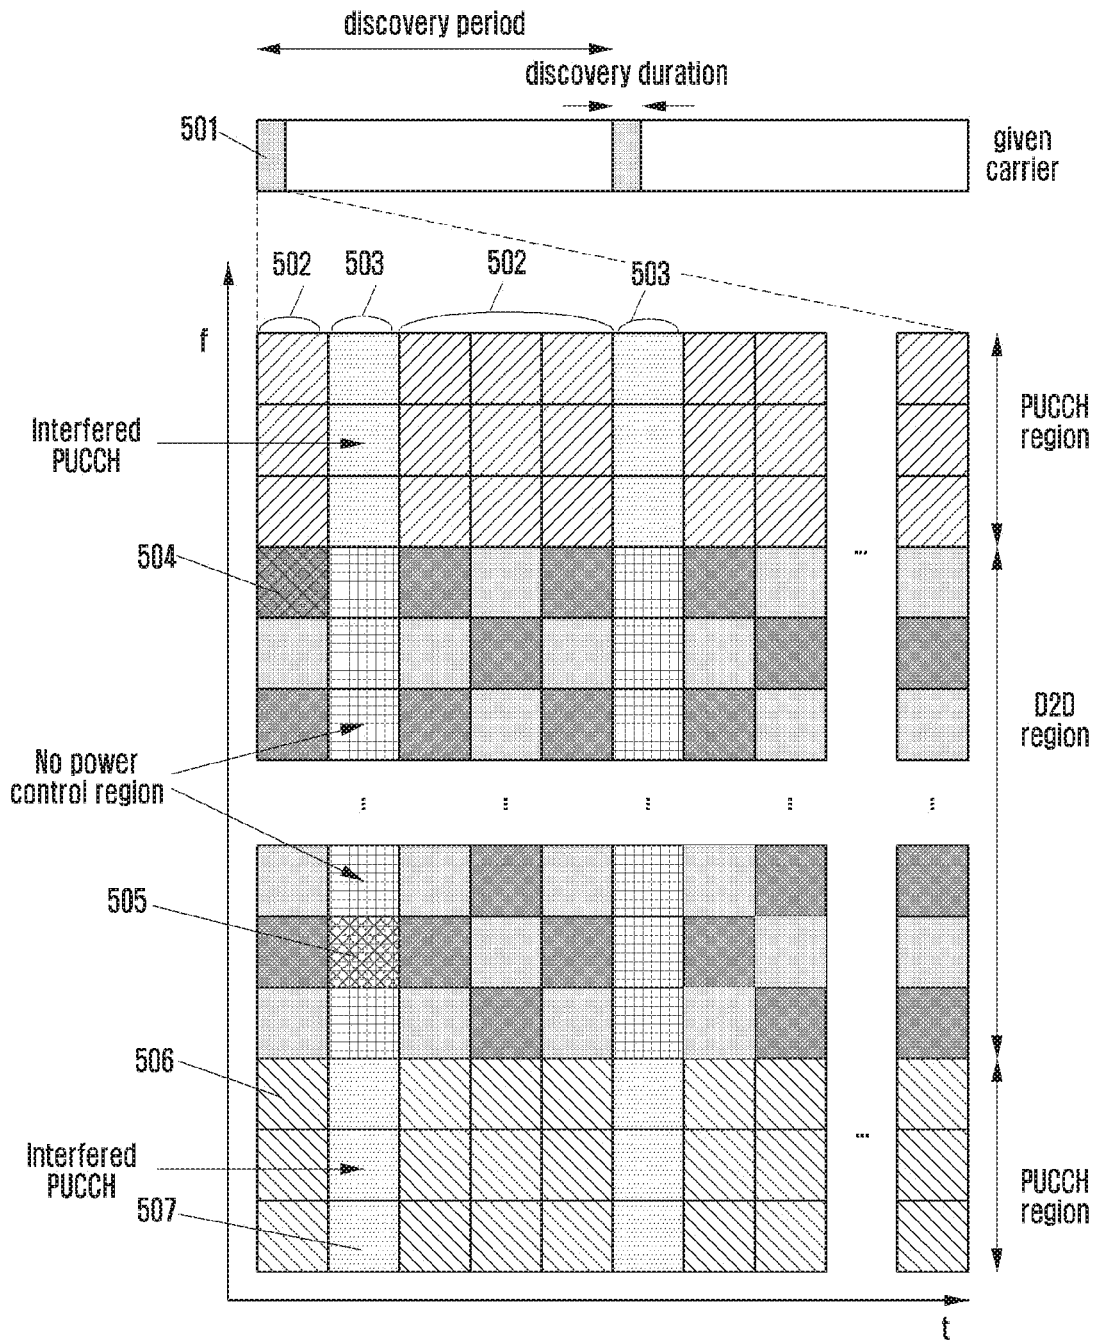 discovery period
discovery duration
501
given
carrier
502
503
502
503
f
Interfered
PUCCH
PUCCH
region
504
...
D2D
region
No power
control region
...
...
...
...
...
505
506
Interfered
PUCCH
...
PUCCH
region
507
t